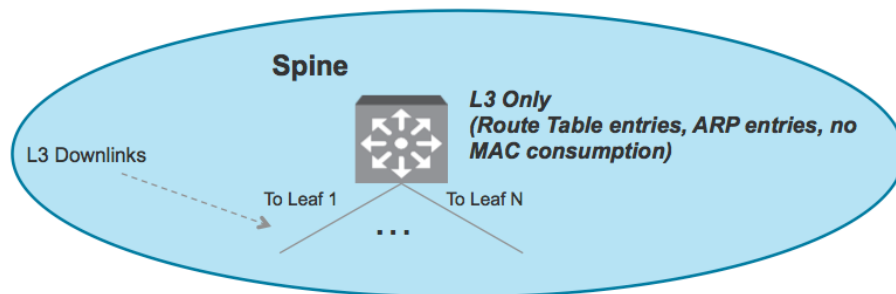 Spine
L3 Only
(Route Table entries, ARP entries, no
MAC consumption)
L3 Downlinks
To Leaf 1
To Leaf N
...